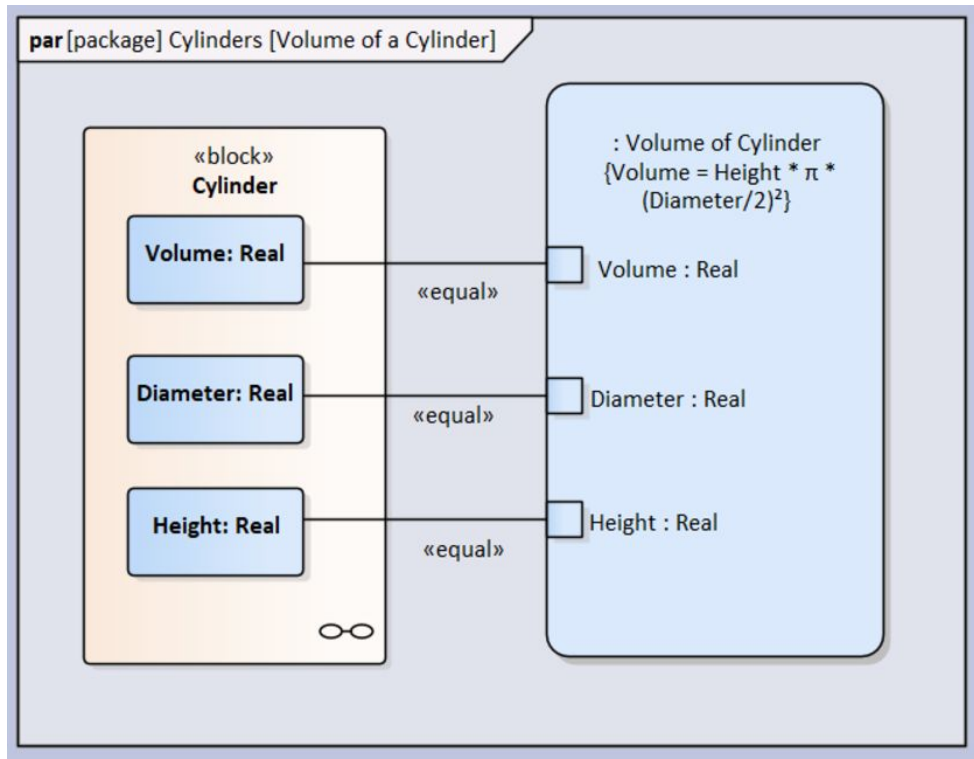 par [package] Cylinders [Volume of a Cylinder]
«block»
Cylinder
Volume: Real
Diameter: Real
Height: Real
«equal»
«equal»
«equal»
: Volume of Cylinder
{Volume = Height * π *
(Diameter/2)²}
Volume : Real
Diameter : Real
Height : Real